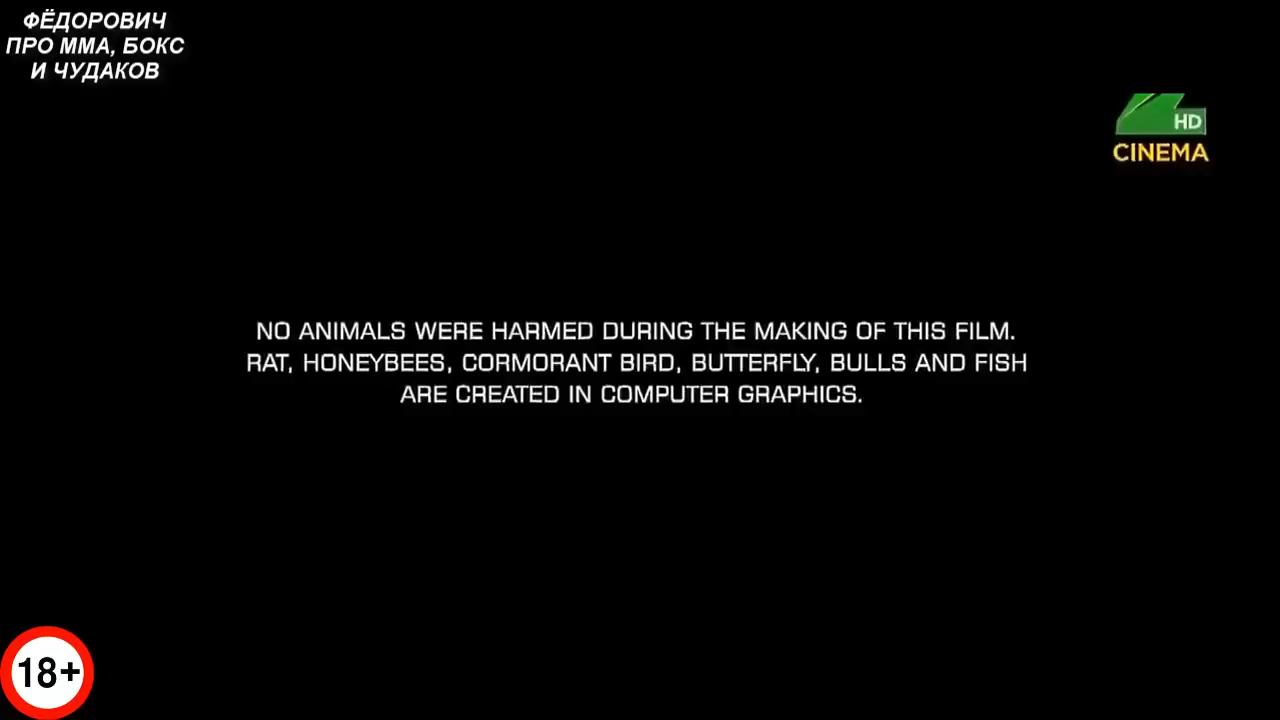 ФЁДОРОВИЧ
ПРО ММА, БОКС
И ЧУДАКОВ
HD
CINEMA
NO ANIMALS WERE HARMED DURING THE MAKING OF THIS FILM.
RAT, HONEYBEES, CORMORANT BIRD, BUTTERFLY, BULLS AND FISH
ARE CREATED IN COMPUTER GRAPHICS.
18+